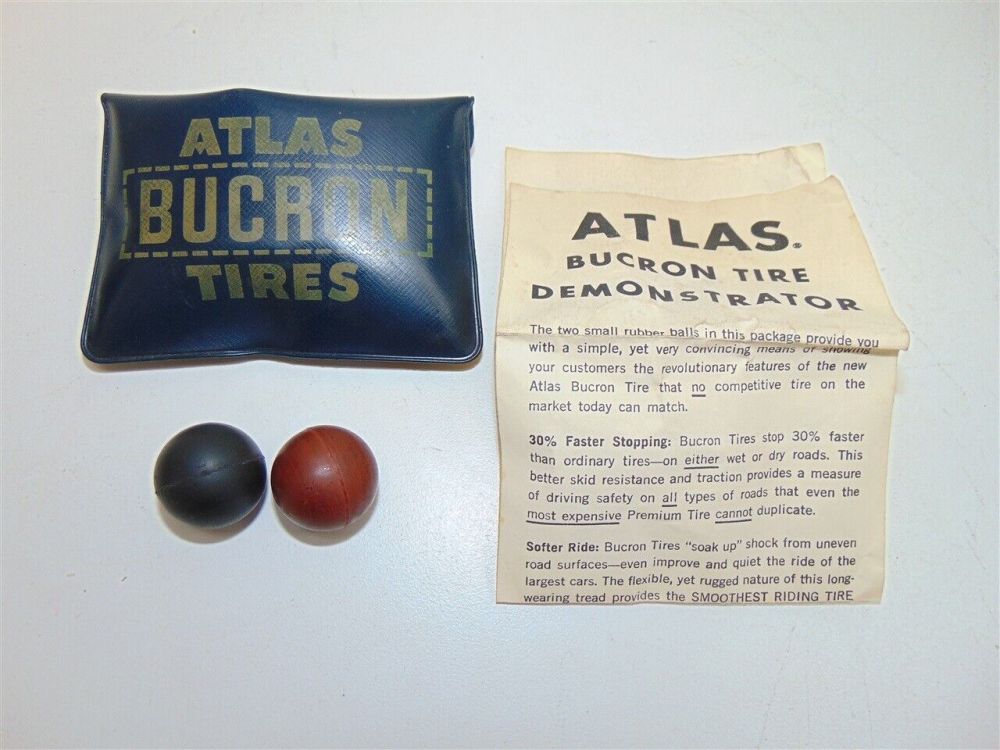 ATLAS
BUCRON
TIRES
ATLAS®
BUCRON TIRE
DEMONSTRATOR
The two small rubber balls in this package provide you
with a simple, yet very convincing means of showing
your customers the revolutionary features of the new
Atlas Bucron Tire that no competitive tire on the
market today can match.
30% Faster Stopping: Bucron Tires stop 30% faster
than ordinary tires—on either wet or dry roads. This
better skid resistance and traction provides a measure
of driving safety on all types of roads that even the
most expensive Premium Tire cannot duplicate.
Softer Ride: Bucron Tires "soak up" shock from uneven
road surfaces—even improve and quiet the ride of the
largest cars. The flexible, yet rugged nature of this long-
wearing tread provides the SMOOTHEST RIDING TIRE